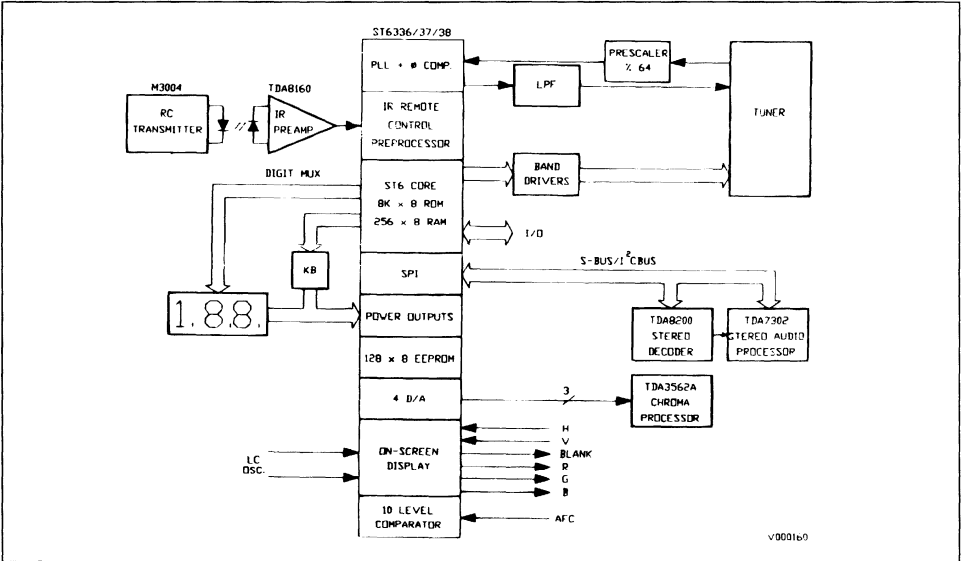 ST6336/37/38
PLL + ø COMP.
PRESCALER
% 64
LPF
TUNER
M3004
RC
TRANSMITTER
TDA8160
IR
PREAMP
IR REMOTE
CONTROL
PREPROCESSOR
BAND
DRIVERS
DIGIT MUX
ST6 CORE
8K × 8 ROM
256 × 8 RAM
I/O
KB
SPI
S-BUS/I²CBUS
1.8.8.
POWER OUTPUTS
TDA8200
STEREO
DECODER
TDA7302
STEREO AUDIO
PROCESSOR
128 × 8 EEPROM
4 D/A
3
TDA3562A
CHROMA
PROCESSOR
LC
OSC.
ON-SCREEN
DISPLAY
H
V
BLANK
R
G
B
10 LEVEL
COMPARATOR
AFC
V000160